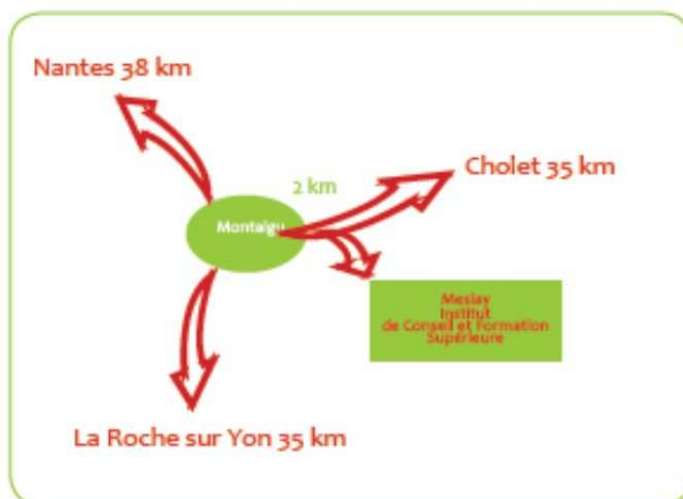 Nantes 38 km
Cholet 35 km
2 km
Montaigu
Meslay
Institut
de Conseil et Formation
Supérieure
La Roche sur Yon 35 km